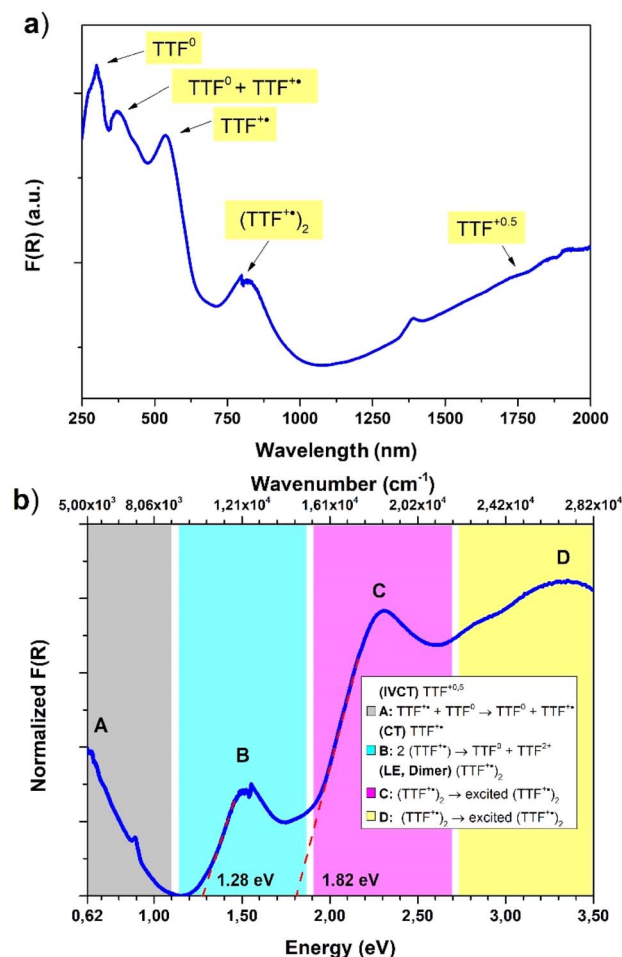 a)
TTF⁰
TTF⁰ + TTF⁺•
TTF⁺•
(TTF⁺•)₂
TTF⁺⁰·⁵
F(R) (a.u.)
250 500 750 1000 1250 1500 1750 2000
Wavelength (nm)
b)
Wavenumber (cm⁻¹)
5,00x10³ 8,06x10³ 1,21x10⁴ 1,61x10⁴ 2,02x10⁴ 2,42x10⁴ 2,82x10⁴
A
B
C
D
Normalized F(R)
(IVCT) TTF⁺⁰,⁵
A: TTF⁺• + TTF⁰ → TTF⁰ + TTF⁺•
(CT) TTF⁺•
B: 2 (TTF⁺•) → TTF⁰ + TTF²⁺
(LE, Dimer) (TTF⁺•)₂
C: (TTF⁺•)₂ → excited (TTF⁺•)₂
D: (TTF⁺•)₂ → excited (TTF⁺•)₂
1.28 eV
1.82 eV
0,62 1,00 1,50 2,00 2,50 3,00 3,50
Energy (eV)